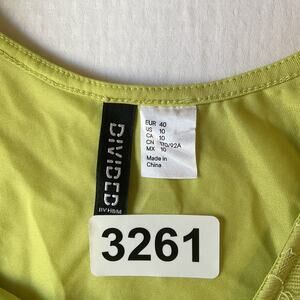 DIVIDED
BY H&M
EUR 40
US 10
CA 10
CN 170/92A
MX 10
Made in
China
3261